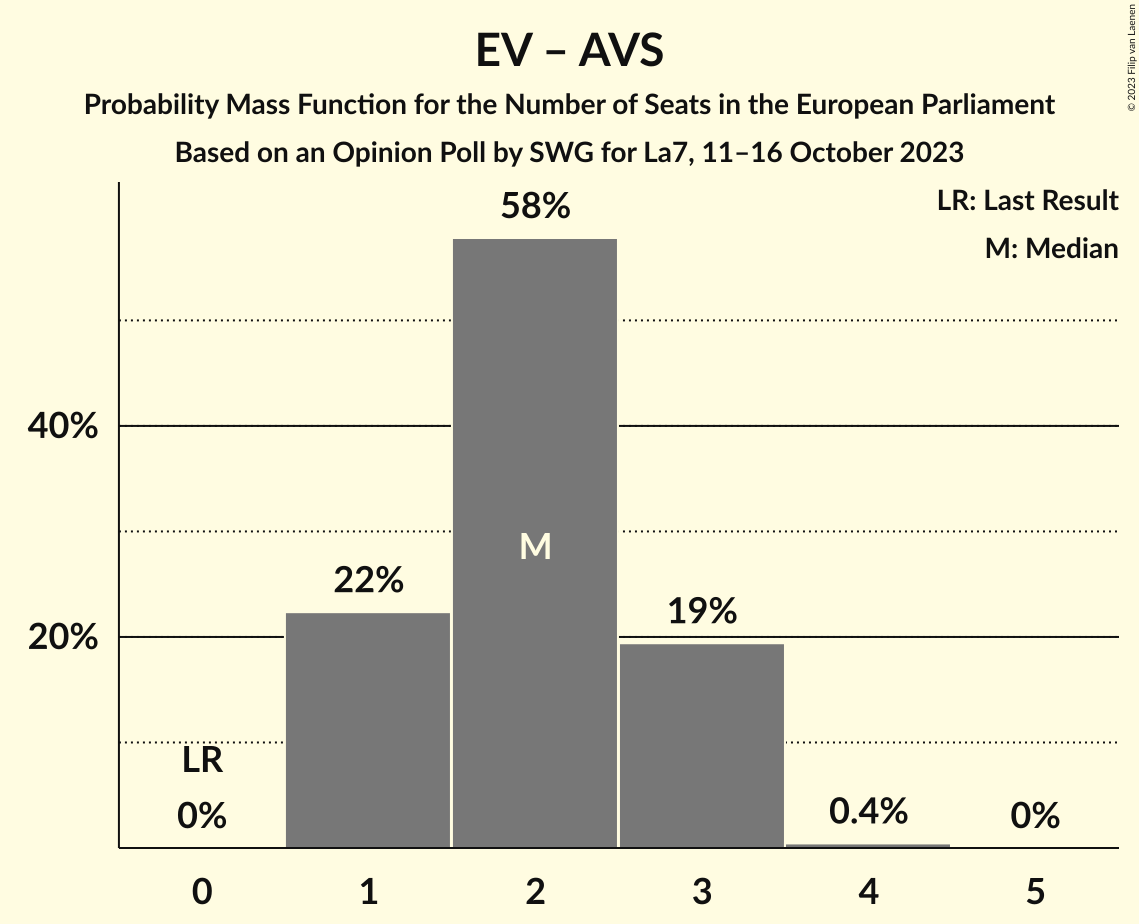 EV – AVS
Probability Mass Function for the Number of Seats in the European Parliament
Based on an Opinion Poll by SWG for La7, 11–16 October 2023
© 2023 Filip van Laenen
LR: Last Result
M: Median
58%
40%
M
22%
19%
20%
LR
0%
0.4%
0%
0 1 2 3 4 5